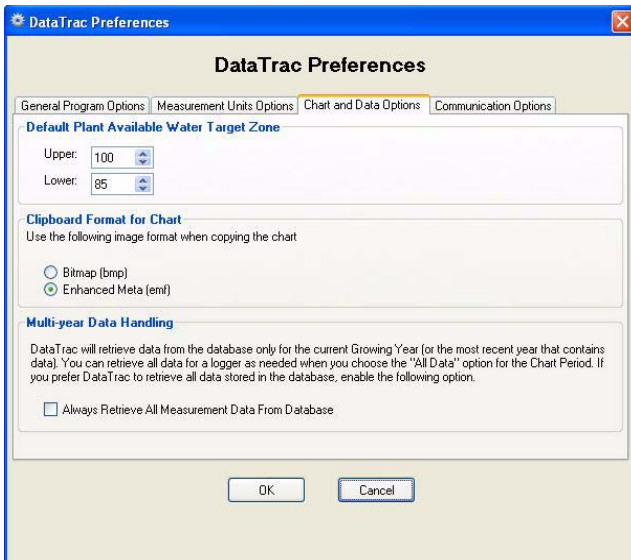 DataTrac Preferences
DataTrac Preferences
General Program Options Measurement Units Options Chart and Data Options Communication Options
Default Plant Available Water Target Zone
Upper: 100
Lower: 85
Clipboard Format for Chart
Use the following image format when copying the chart
Bitmap (bmp)
Enhanced Meta (emf)
Multi-year Data Handling
DataTrac will retrieve data from the database only for the current Growing Year (or the most recent year that contains
data). You can retrieve all data for a logger as needed when you choose the "All Data" option for the Chart Period. If
you prefer DataTrac to retrieve all data stored in the database, enable the following option.
Always Retrieve All Measurement Data From Database
OK Cancel